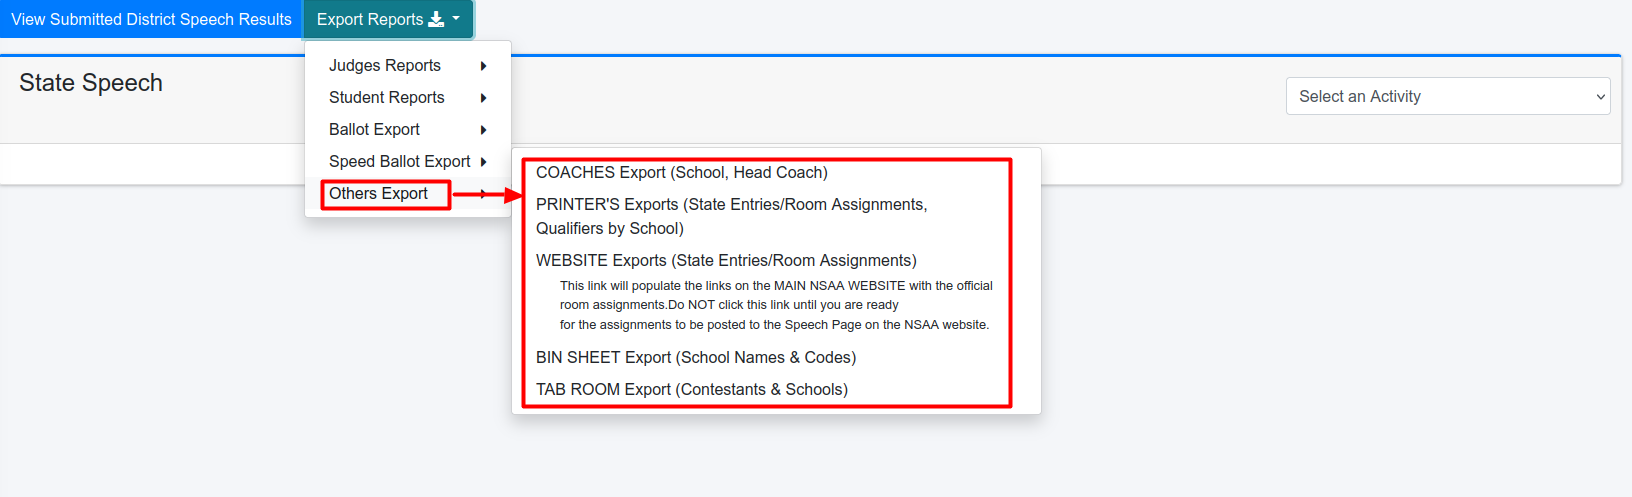 View Submitted District Speech Results
Export Reports
State Speech
Select an Activity
Judges Reports
Student Reports
Ballot Export
Speed Ballot Export
Others Export
COACHES Export (School, Head Coach)
PRINTER'S Exports (State Entries/Room Assignments,
Qualifiers by School)
WEBSITE Exports (State Entries/Room Assignments)
This link will populate the links on the MAIN NSAA WEBSITE with the official
room assignments.Do NOT click this link until you are ready
for the assignments to be posted to the Speech Page on the NSAA website.
BIN SHEET Export (School Names & Codes)
TAB ROOM Export (Contestants & Schools)